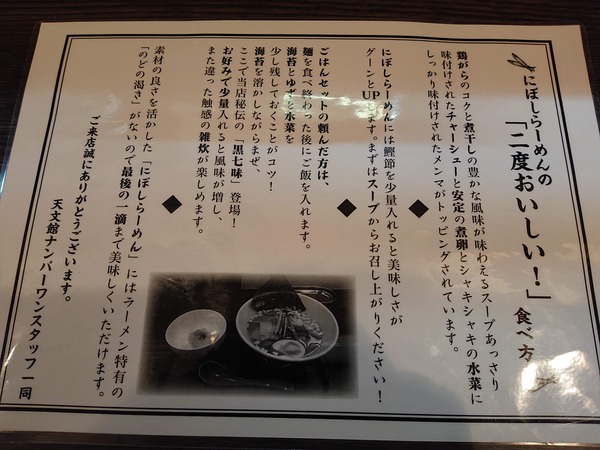 にぼしらーめんの
「二度おいしい！」食べ方
鶏がらのコクと煮干しの豊かな風味が味わえるスープあっさり
味付けされたチャーシューと安定の煮卵とシャキシャキの水菜に
しっかり味付けされたメンマがトッピングされています。
◆
にぼしらーめんには鰹節を少量入れると美味しさが
グーンとUPします。まずはスープからお召し上がりください！
◆
ごはんセットの頼んだ方は、
麺を食べ終わった後にご飯を入れます。
海苔とゆずと水菜を
少し残しておくことがコツ！
海苔を溶かしながらまぜ、
ここで当店秘伝の「黒七味」登場！
お好みで少量入れると風味が増し、
また違った触感の雑炊が楽しめます。
◆
素材の良さを活かした「にぼしらーめん」にはラーメン特有の
「のどの渇き」がないので最後の一滴まで美味しくいただけます。
ご来店誠にありがとうございます。
天文館ナンバーワンスタッフ一同